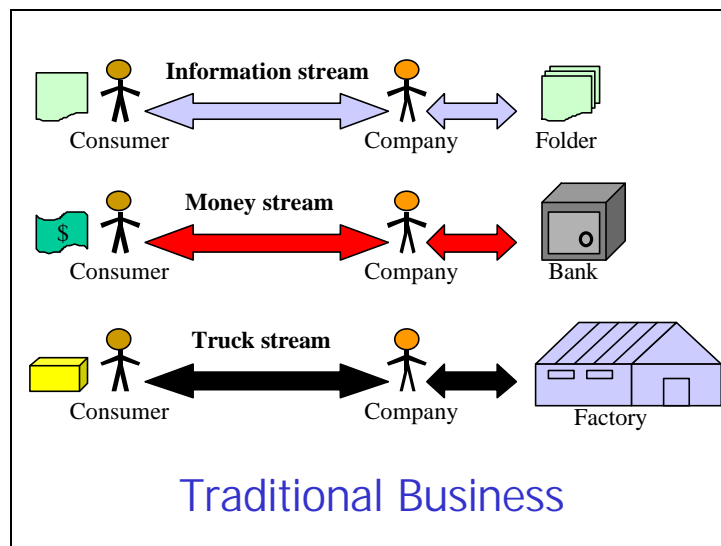 Information stream
Consumer Company Folder
Money stream
$
Consumer Company Bank
Truck stream
Consumer Company Factory
Traditional Business